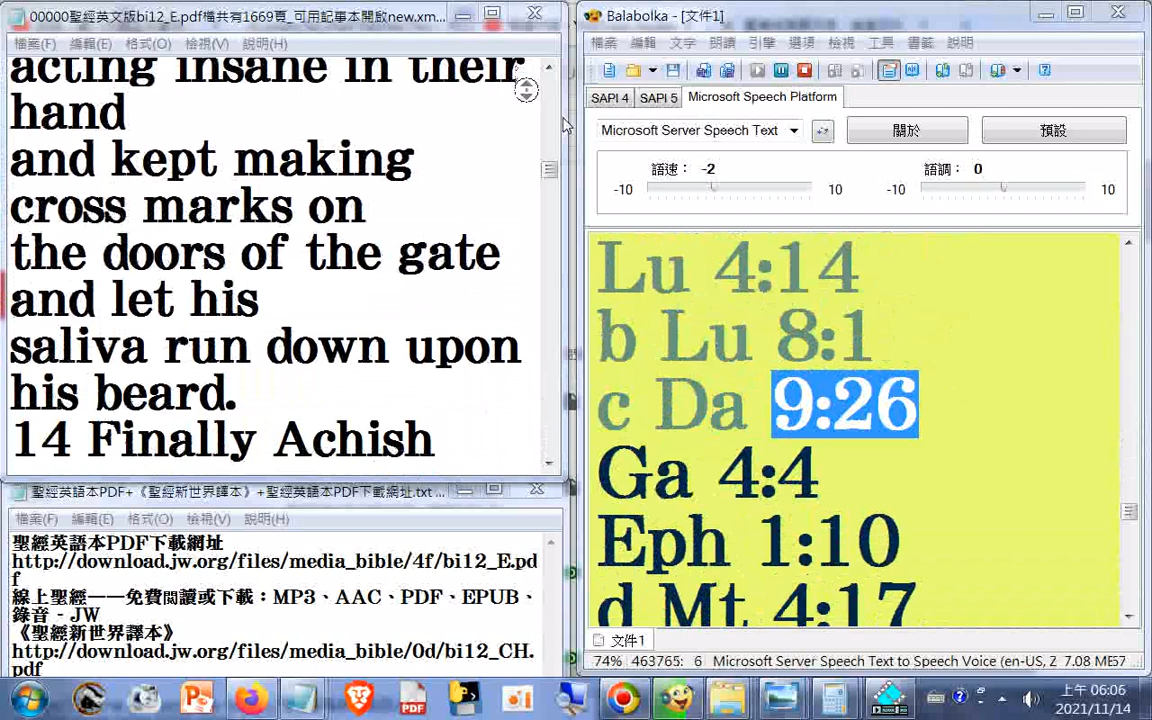 00000聖經英文版bi12_E.pdf檔共有1669頁_可用記事本開啟new.xm...
檔案(F) 編輯(E) 格式(O) 檢視(V) 說明(H)
acting insane in their
hand
and kept making
cross marks on
the doors of the gate
and let his
saliva run down upon
his beard.
14 Finally Achish
聖經英語本PDF+《聖經新世界譯本》+聖經英語本PDF下載網址.txt ...
檔案(F) 編輯(E) 格式(O) 檢視(V) 說明(H)
聖經英語本PDF下載網址
http://download.jw.org/files/media_bible/4f/bi12_E.pd
f
線上聖經——免費閱讀或下載：MP3、AAC、PDF、EPUB、
錄音 - JW
《聖經新世界譯本》
http://download.jw.org/files/media_bible/0d/bi12_CH.
pdf
Balabolka - [文件1]
檔案 編輯 文字 朗讀 引擎 選項 檢視 工具 書籤 說明
SAPI 4 SAPI 5 Microsoft Speech Platform
Microsoft Server Speech Text 關於 預設
語速： -2 語調： 0
-10 10 -10 10
Lu 4:14
b Lu 8:1
c Da 9:26
Ga 4:4
Eph 1:10
d Mt 4:17
文件1
74% 463765: 6 Microsoft Server Speech Text to Speech Voice (en-US, Z 7.08 ME57
上午 06:06
2021/11/14